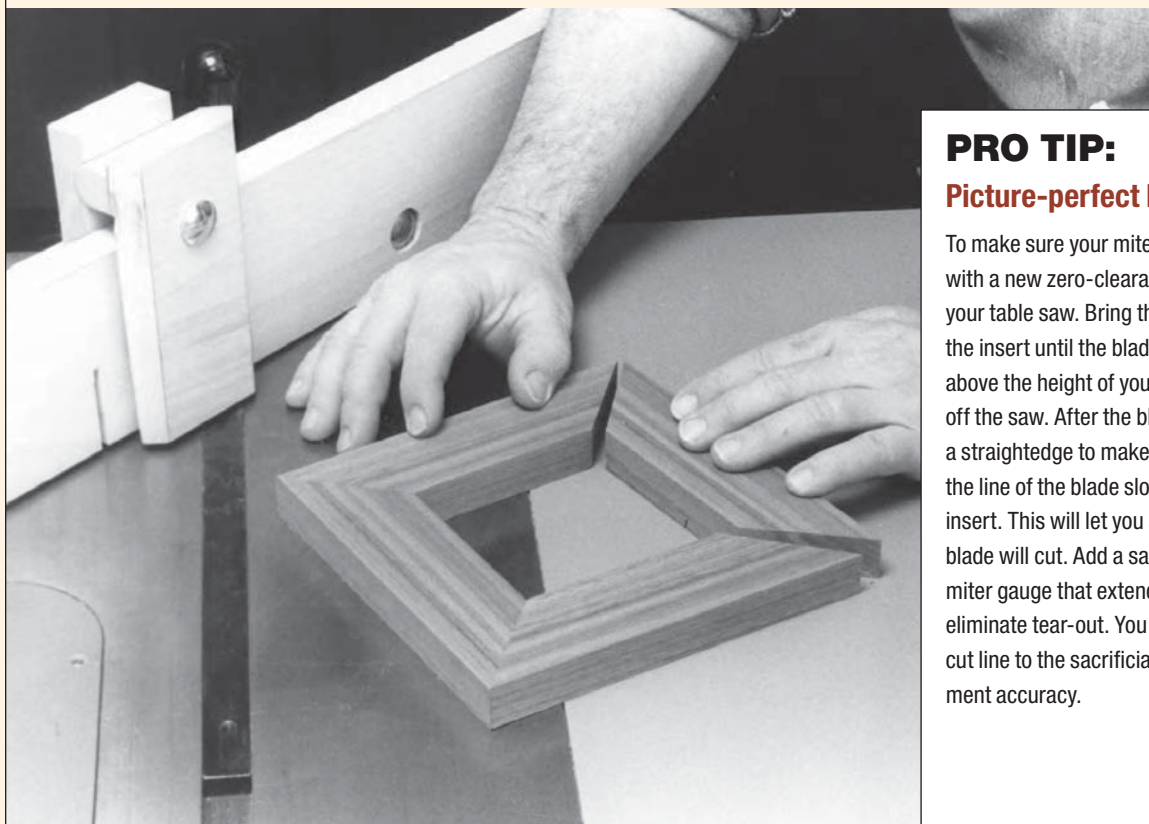 PRO TIP:
Picture-perfect
To make sure your mite
with a new zero-cleara
your table saw. Bring th
the insert until the blad
above the height of you
off the saw. After the bl
a straightedge to make
the line of the blade slo
insert. This will let you
blade will cut. Add a sa
miter gauge that extend
eliminate tear-out. You
cut line to the sacrificia
ment accuracy.